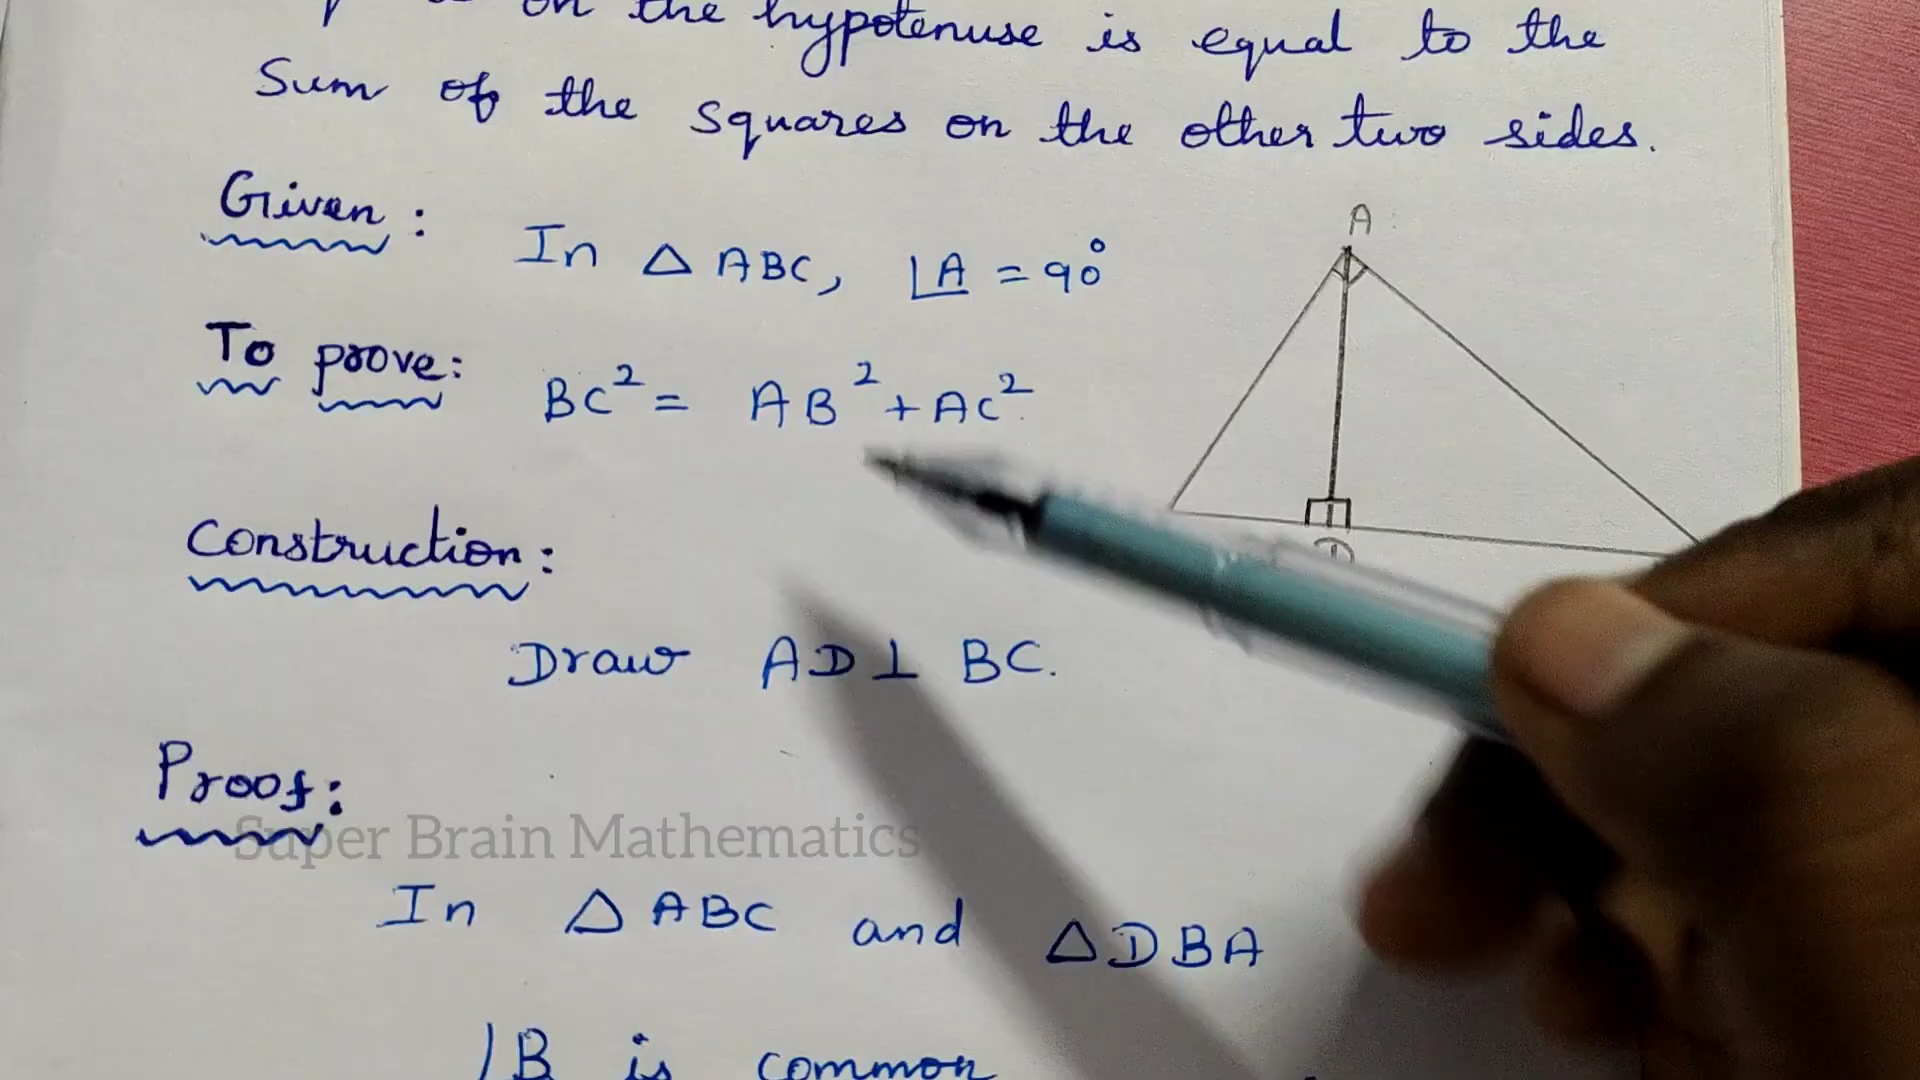 on the hypotenuse is equal to the
Sum of the squares on the other two sides.
Given: In △ ABC, ∠A = 90°
A
To prove: BC² = AB² + AC²
D
Construction:
Draw AD ⊥ BC.
Proof:
Super Brain Mathematics
In △ ABC and △DBA
∠B is common